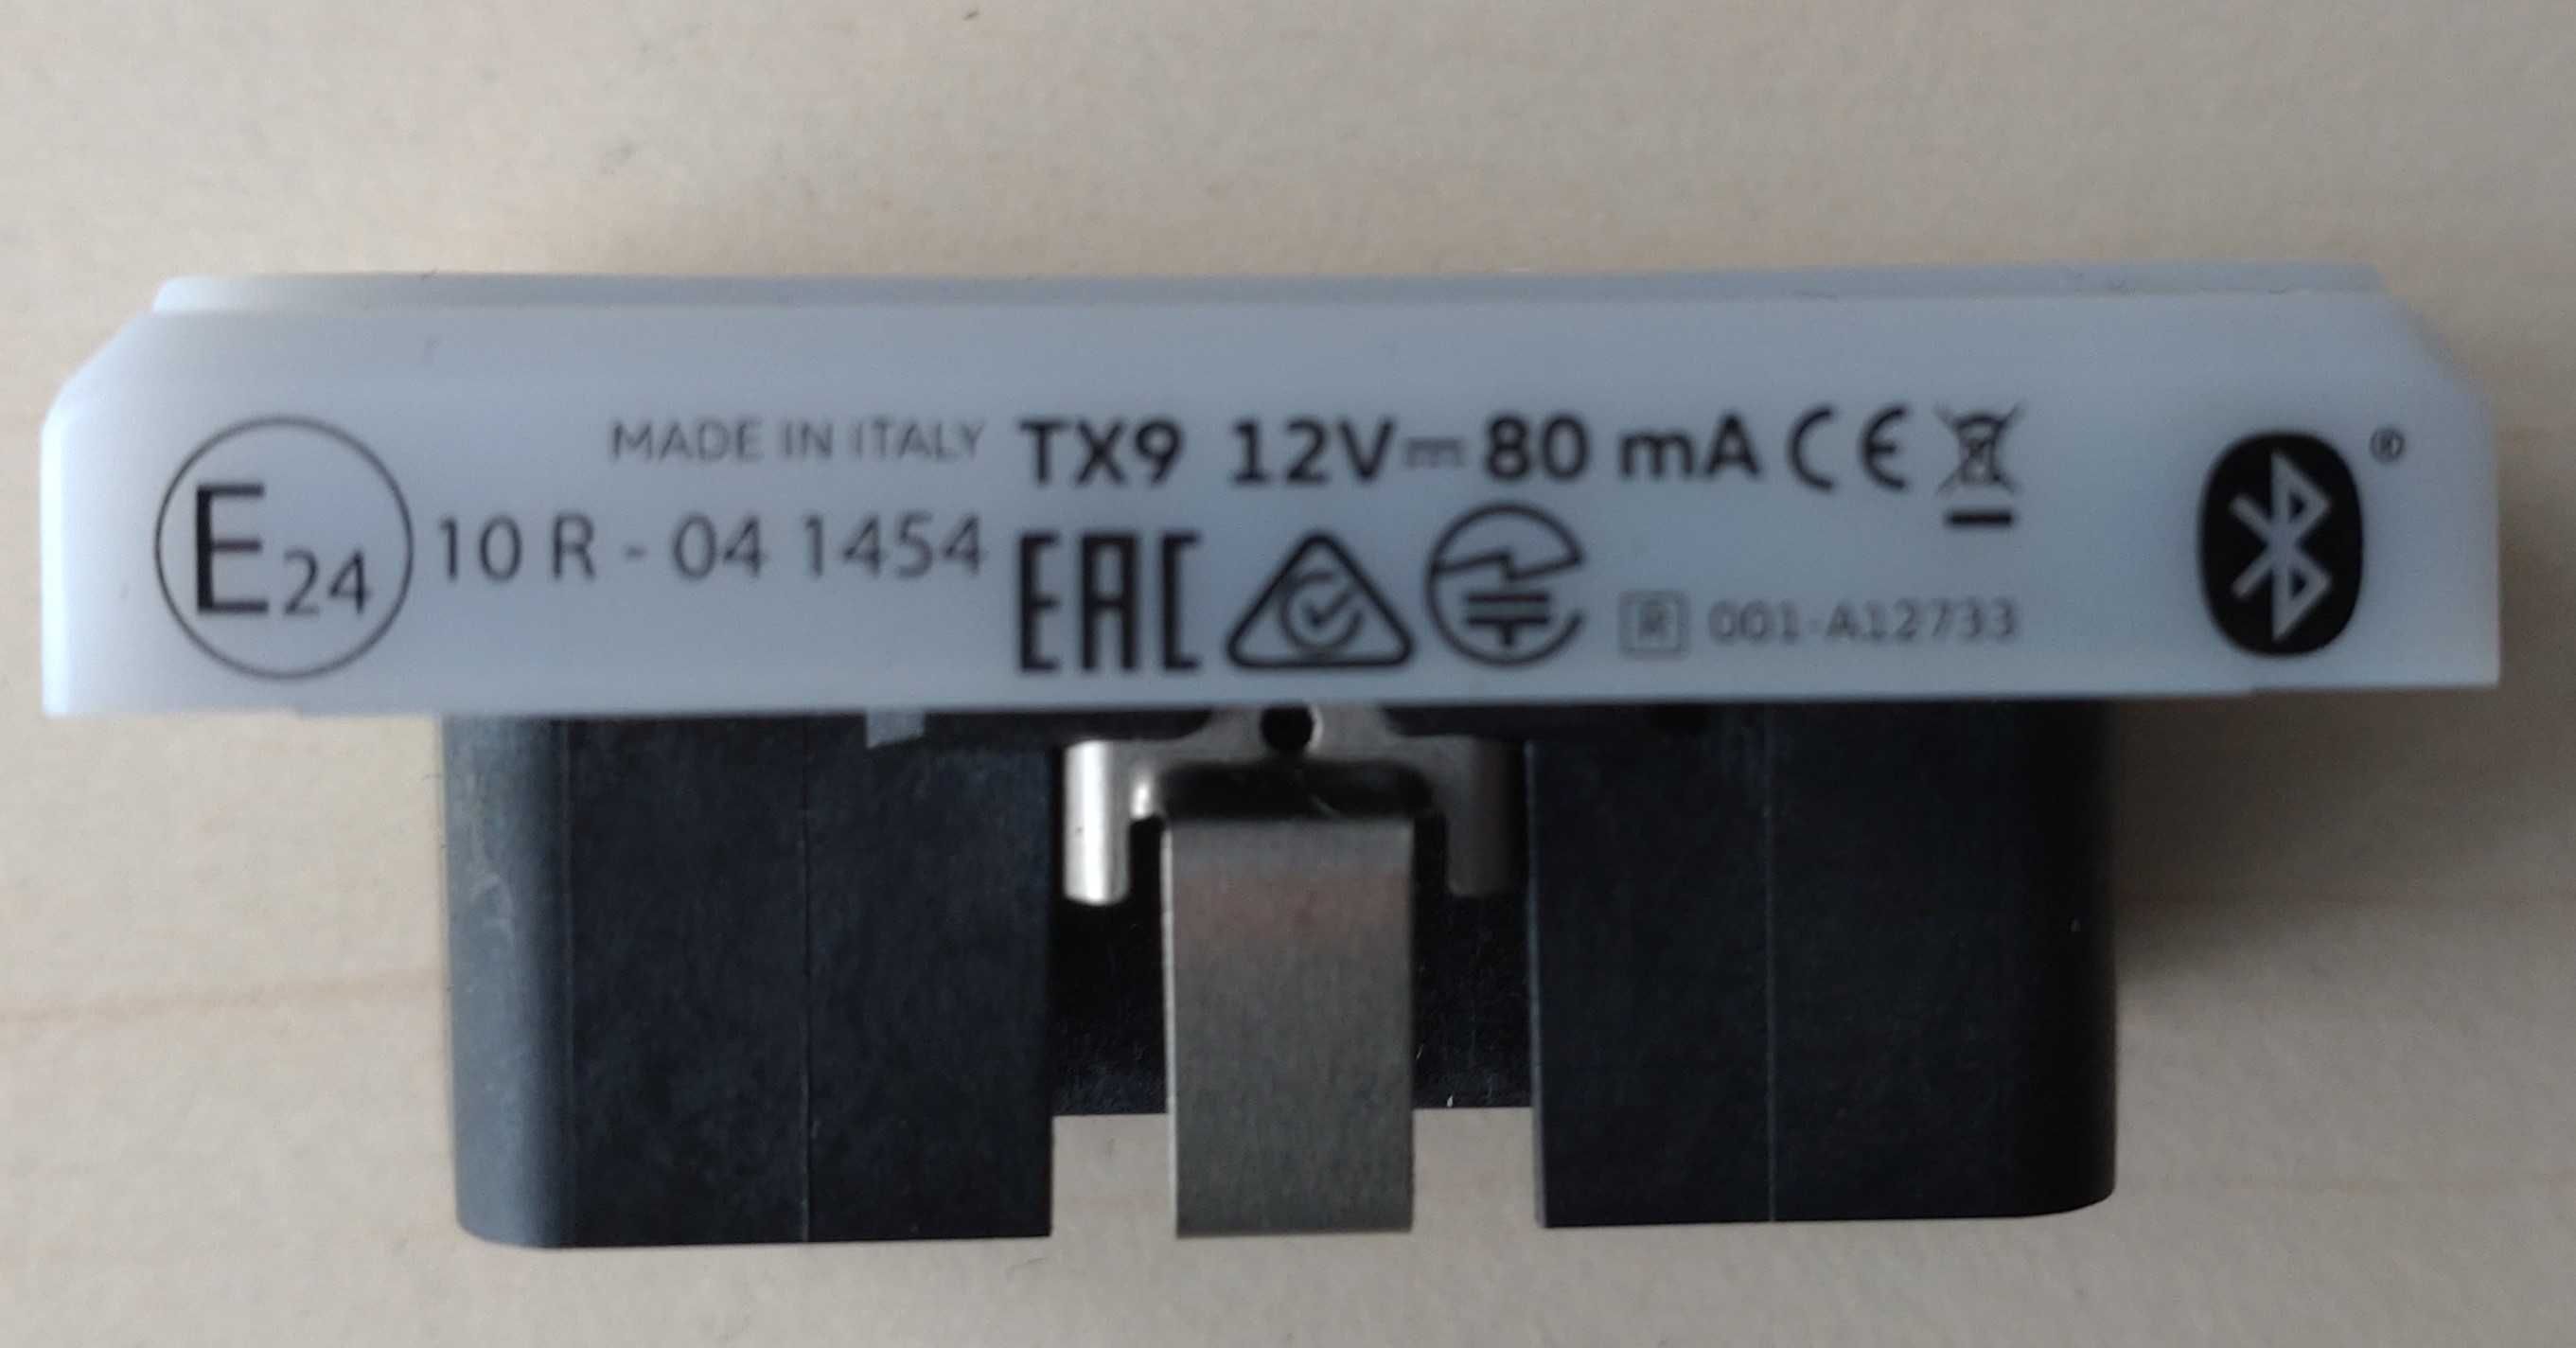 MADE IN ITALY TX9 12V⎓80 mA CE
E24 10 R - 04 1454 EAC R 001-A12733 ®